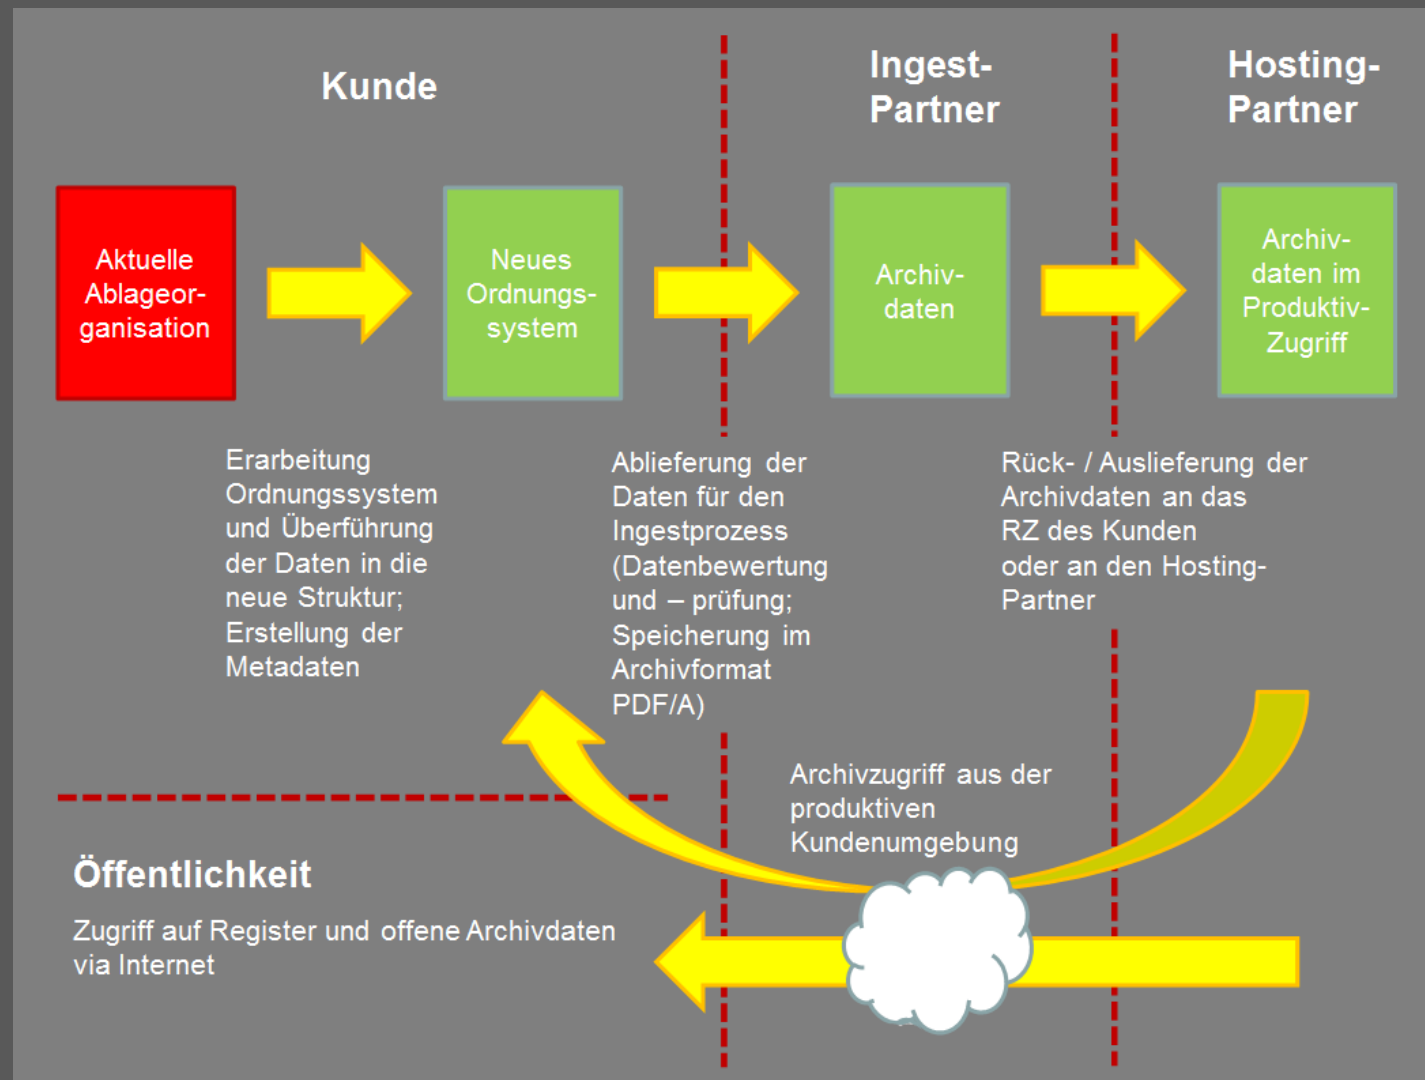 Kunde
Ingest-
Partner
Hosting-
Partner
Aktuelle
Ablageor-
ganisation
Neues
Ordnungs-
system
Archiv-
daten
Archiv-
daten im
Produktiv-
Zugriff
Erarbeitung
Ordnungssystem
und Überführung
der Daten in die
neue Struktur;
Erstellung der
Metadaten
Ablieferung der
Daten für den
Ingestprozess
(Datenbewertung
und – prüfung;
Speicherung im
Archivformat
PDF/A)
Rück- / Auslieferung der
Archivdaten an das
RZ des Kunden
oder an den Hosting-
Partner
Archivzugriff aus der
produktiven
Kundenumgebung
Öffentlichkeit
Zugriff auf Register und offene Archivdaten
via Internet